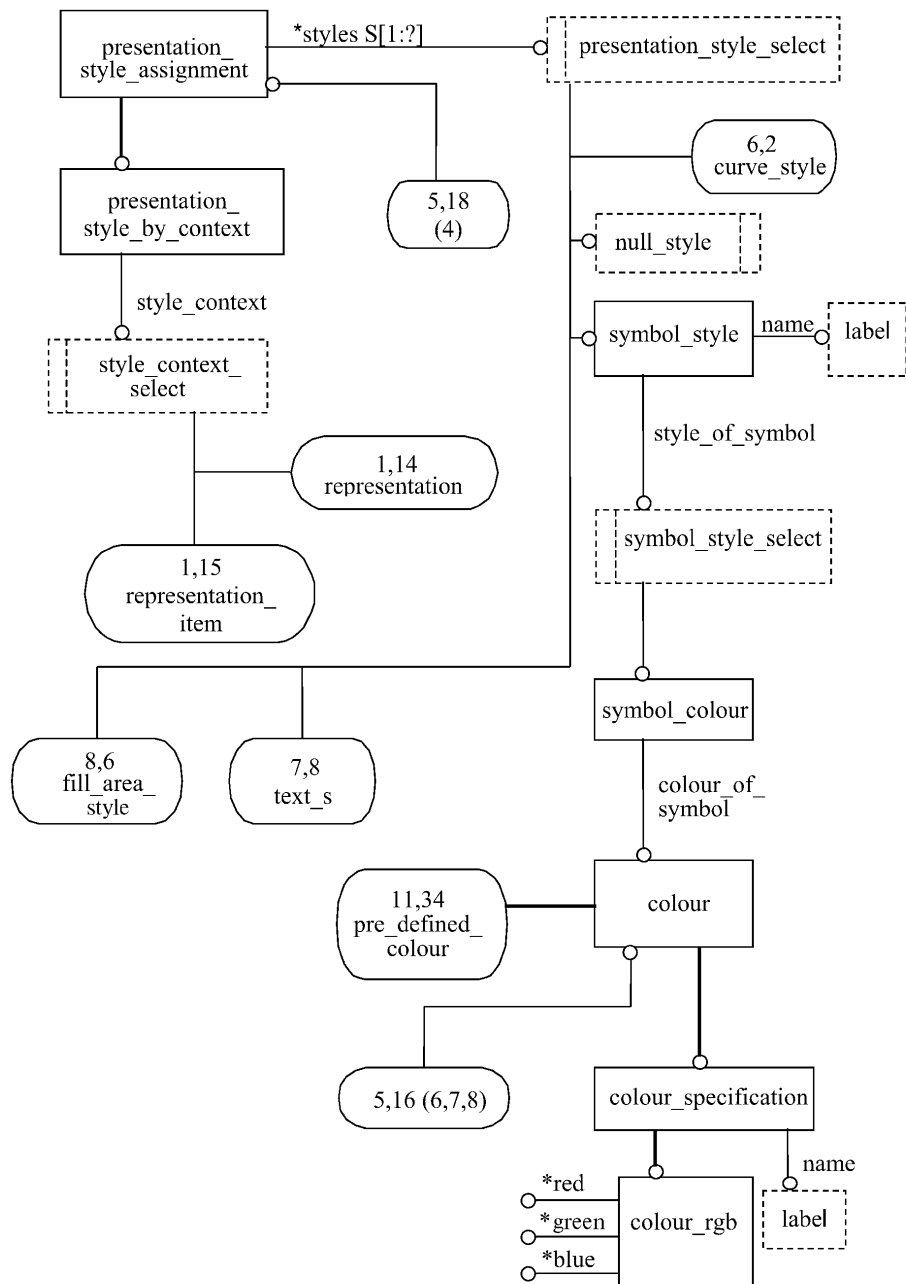 presentation_
style_assignment
*styles S[1:?]
presentation_style_select
6,2
curve_style
presentation_
style_by_context
5,18
(4)
null_style
style_context
symbol_style
name
label
style_context_
select
style_of_symbol
1,14
representation
symbol_style_select
1,15
representation_
item
symbol_colour
8,6
fill_area_
style
7,8
text_s
colour_of_
symbol
11,34
pre_defined_
colour
colour
5,16 (6,7,8)
colour_specification
name
*red
*green
*blue
colour_rgb
label